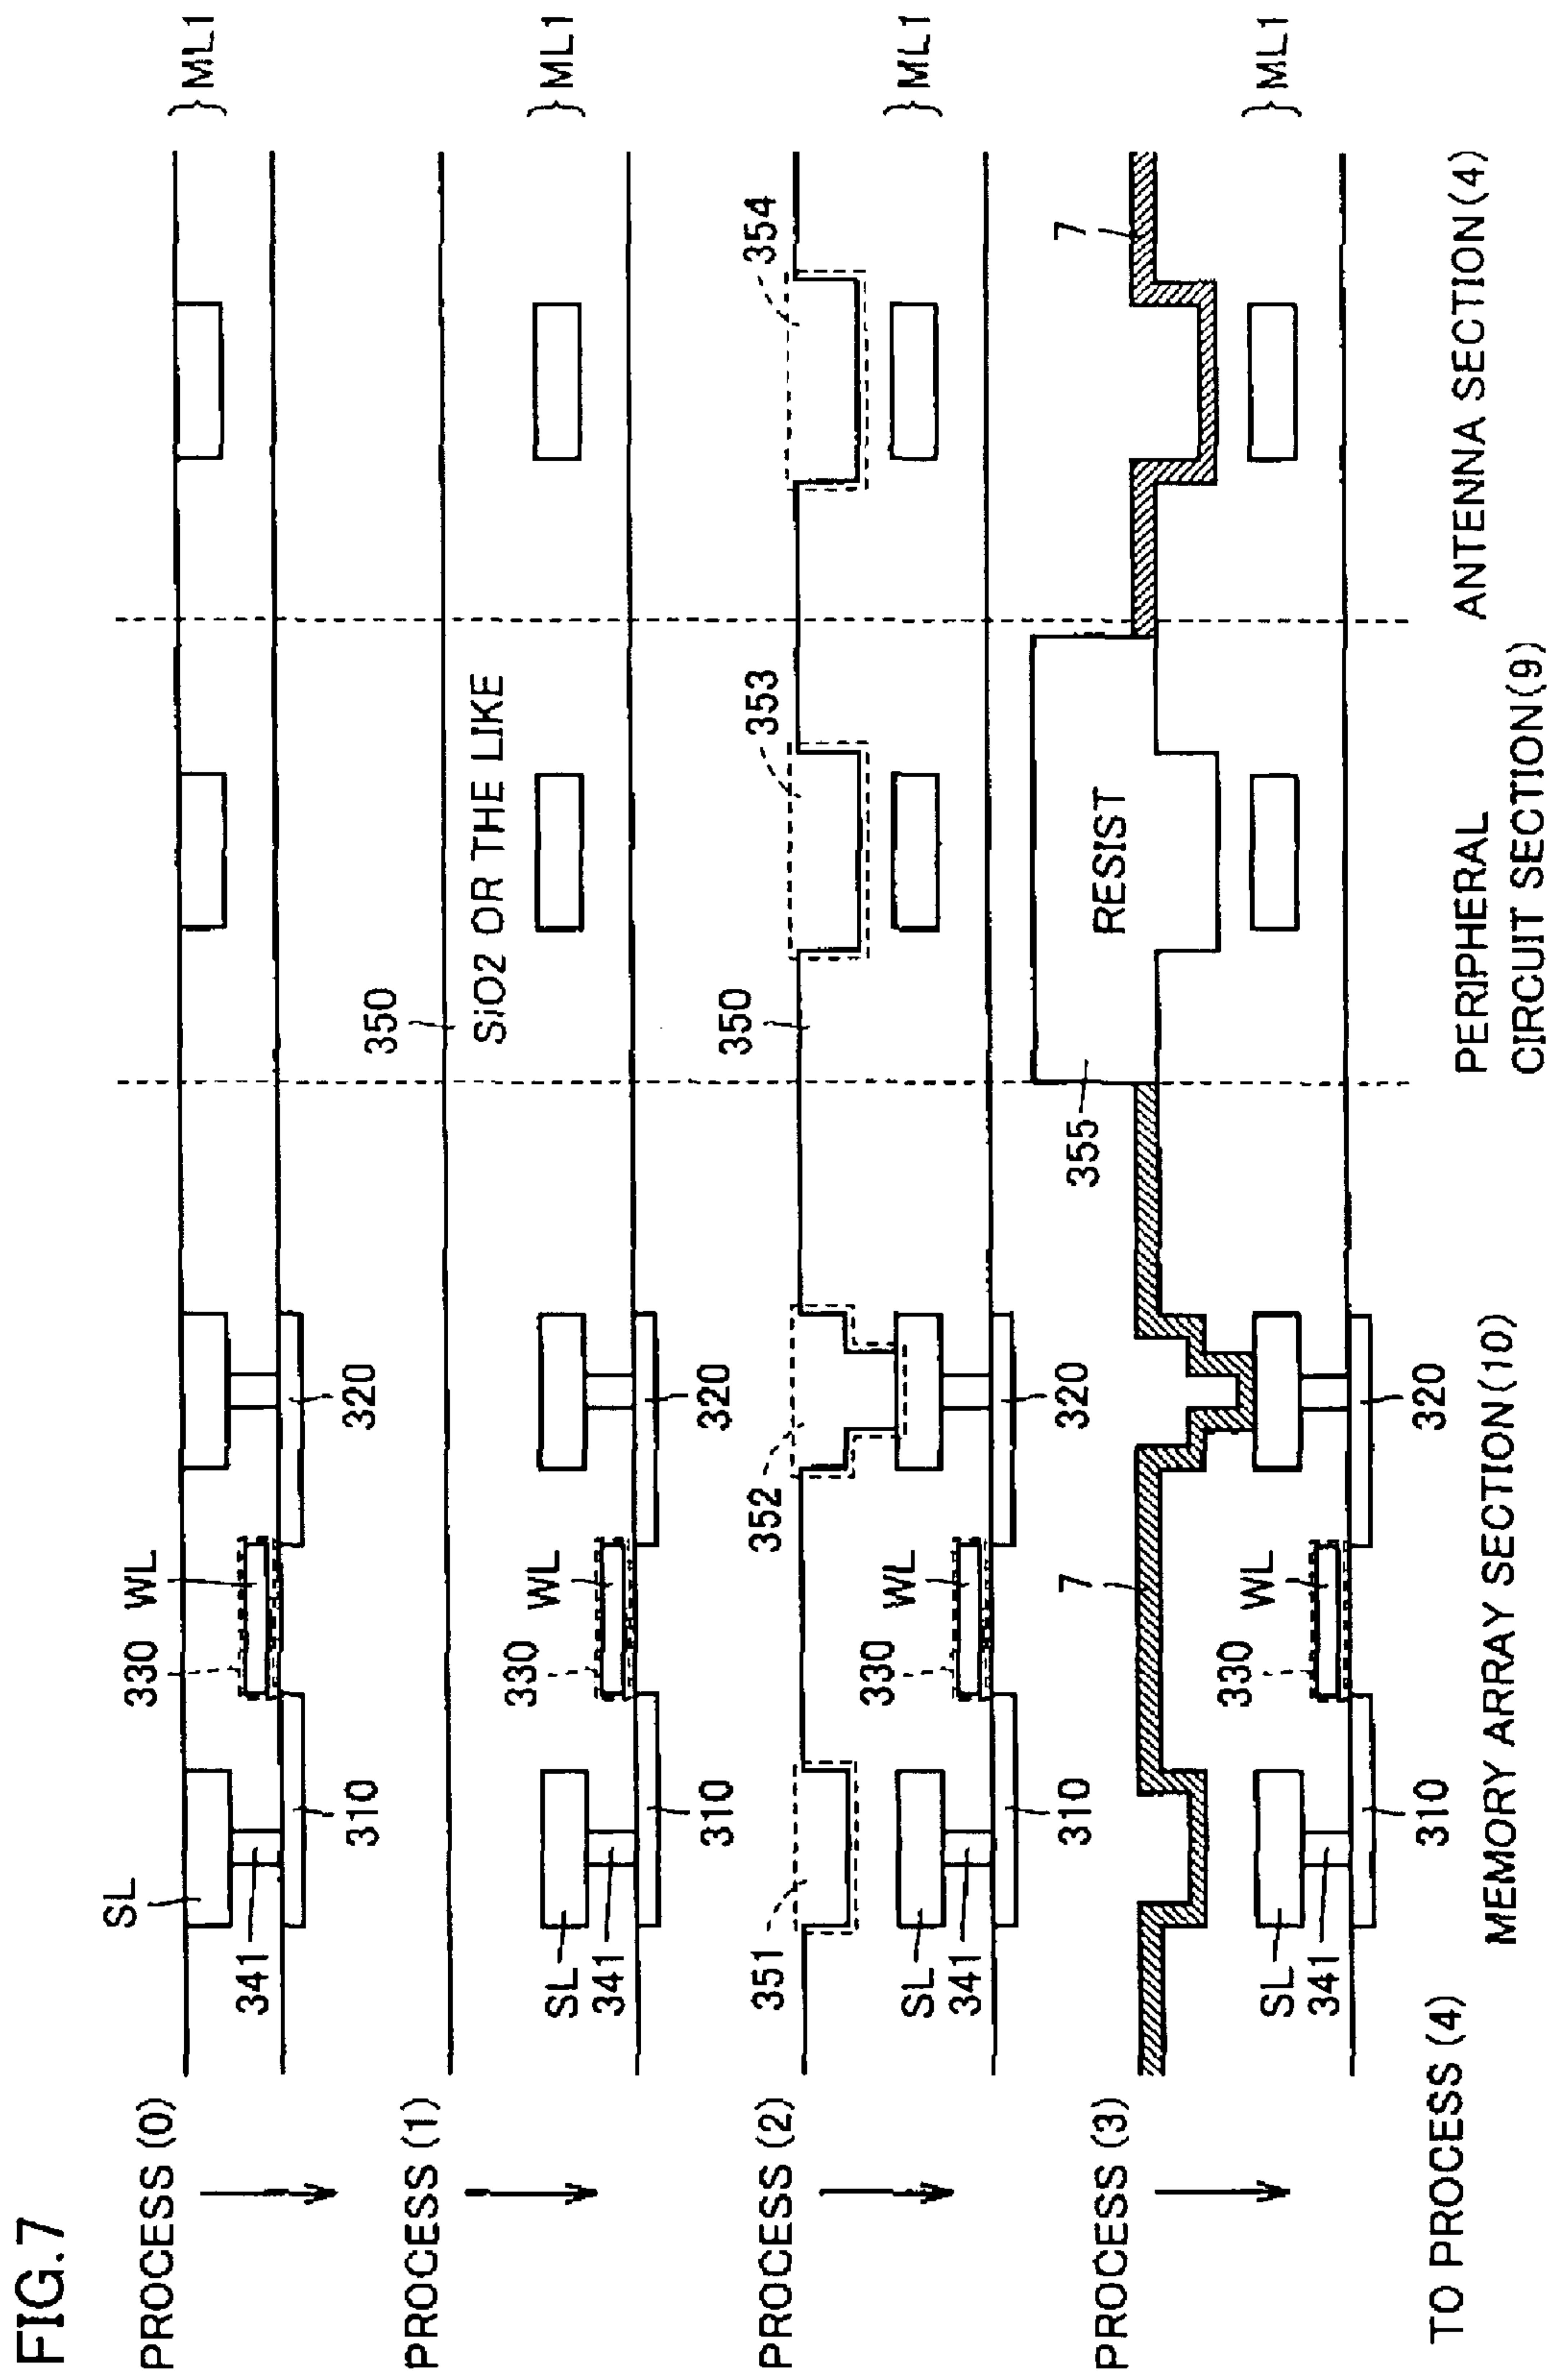 FIG.7
PROCESS (0)
SL
341
310
330
WL
320
ML1
PROCESS (1)
SL
341
310
330
WL
320
350
SiO2 OR THE LIKE
ML1
PROCESS (2)
351
SL
341
310
330
WL
352
320
350
353
354
ML1
PROCESS (3)
SL
341
310
330
WL
7
320
355
RESIST
7
ML1
TO PROCESS (4)
MEMORY ARRAY SECTION(10)
PERIPHERAL
CIRCUIT SECTION(9)
ANTENNA SECTION(4)